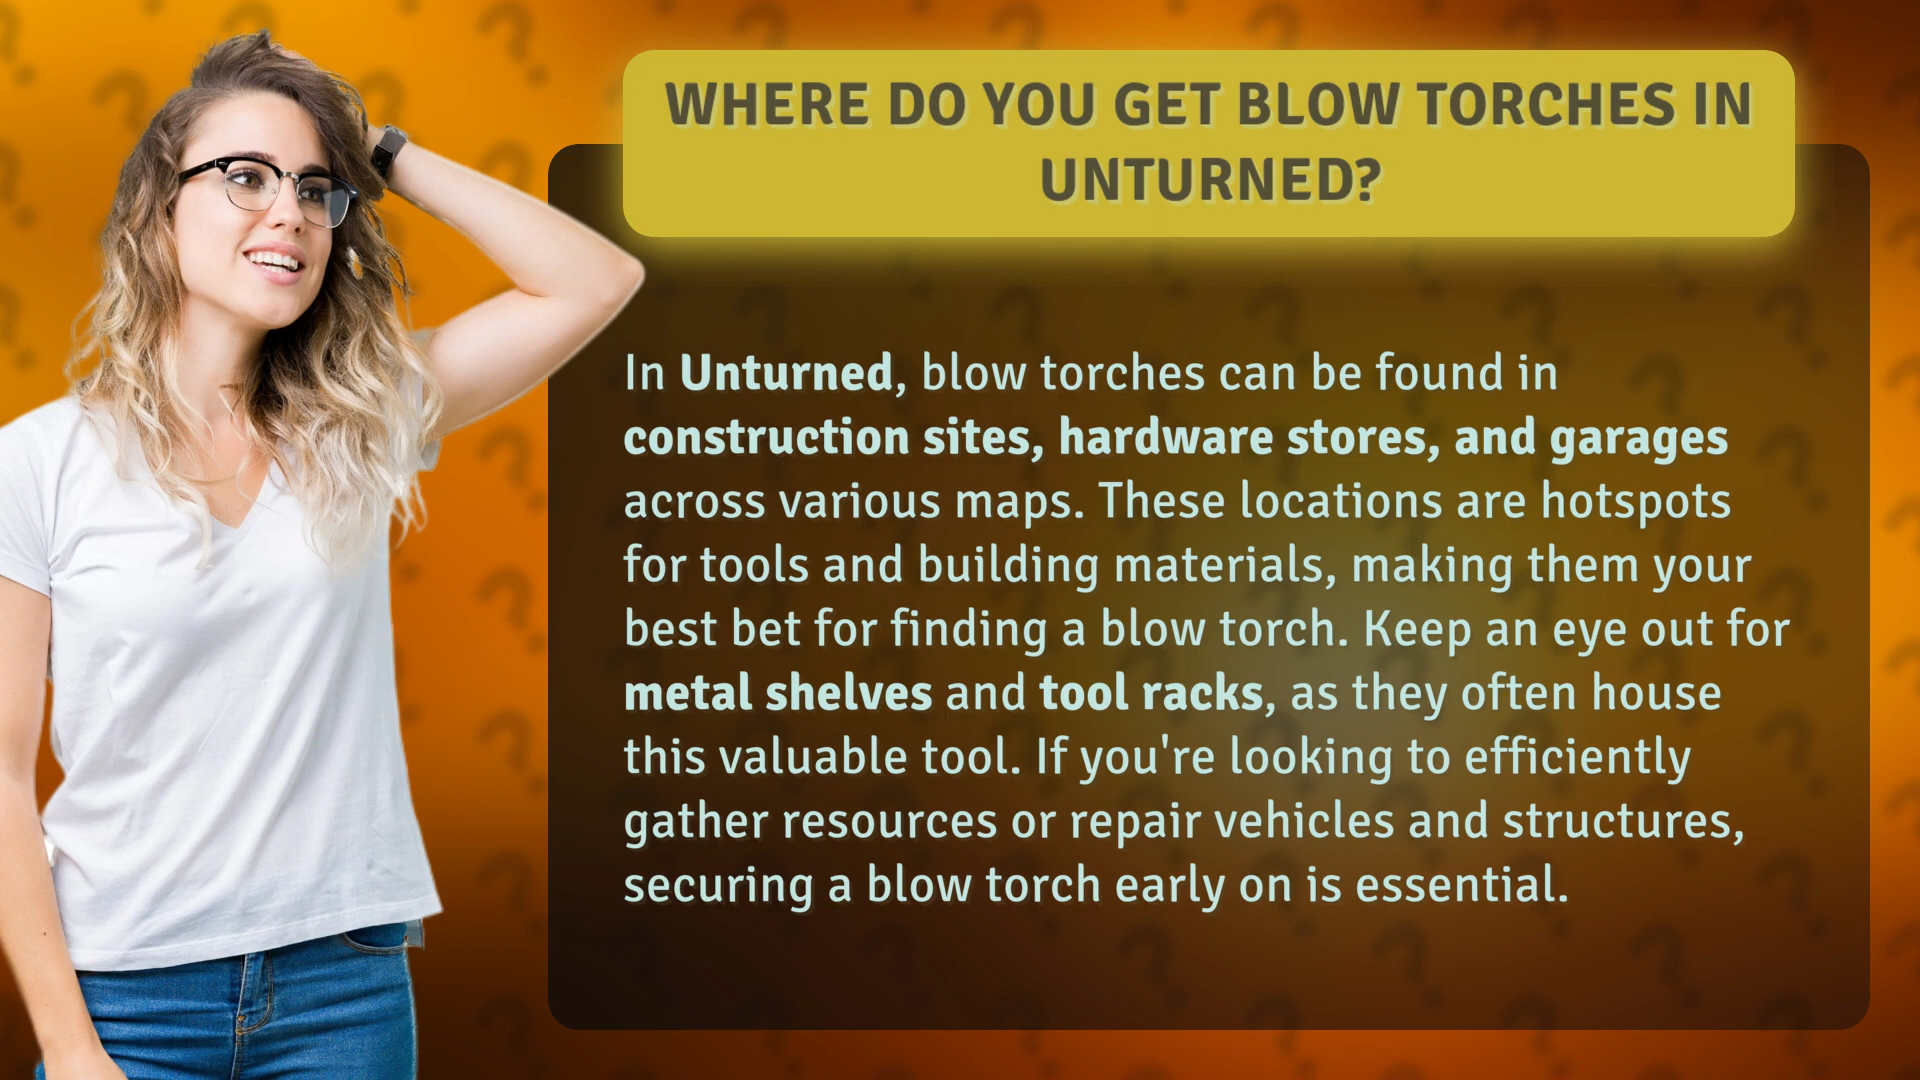 WHERE DO YOU GET BLOW TORCHES IN
UNTURNED?
In Unturned, blow torches can be found in
construction sites, hardware stores, and garages
across various maps. These locations are hotspots
for tools and building materials, making them your
best bet for finding a blow torch. Keep an eye out for
metal shelves and tool racks, as they often house
this valuable tool. If you're looking to efficiently
gather resources or repair vehicles and structures,
securing a blow torch early on is essential.